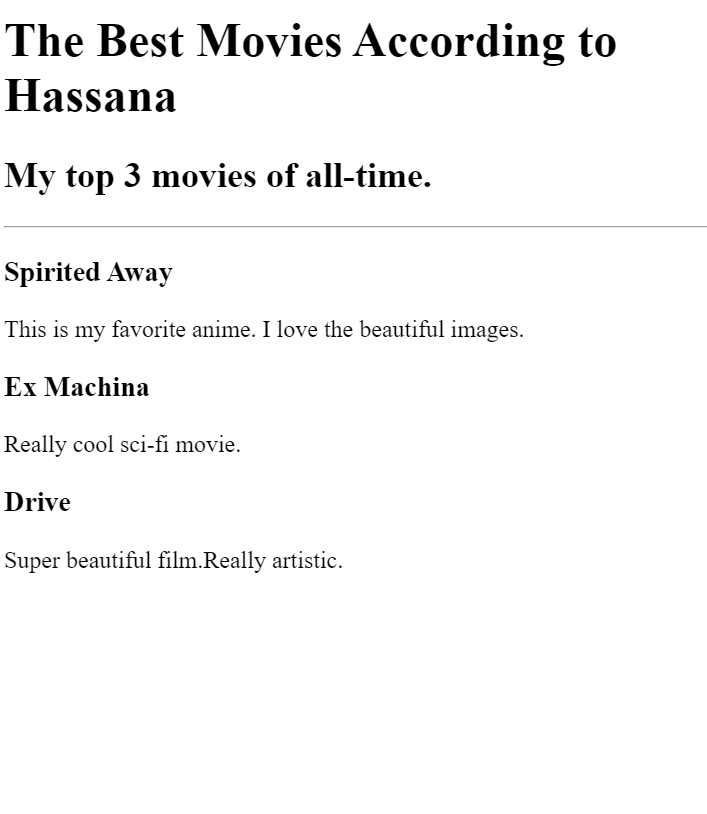 The Best Movies According to
Hassana
My top 3 movies of all-time.
Spirited Away
This is my favorite anime. I love the beautiful images.
Ex Machina
Really cool sci-fi movie.
Drive
Super beautiful film.Really artistic.